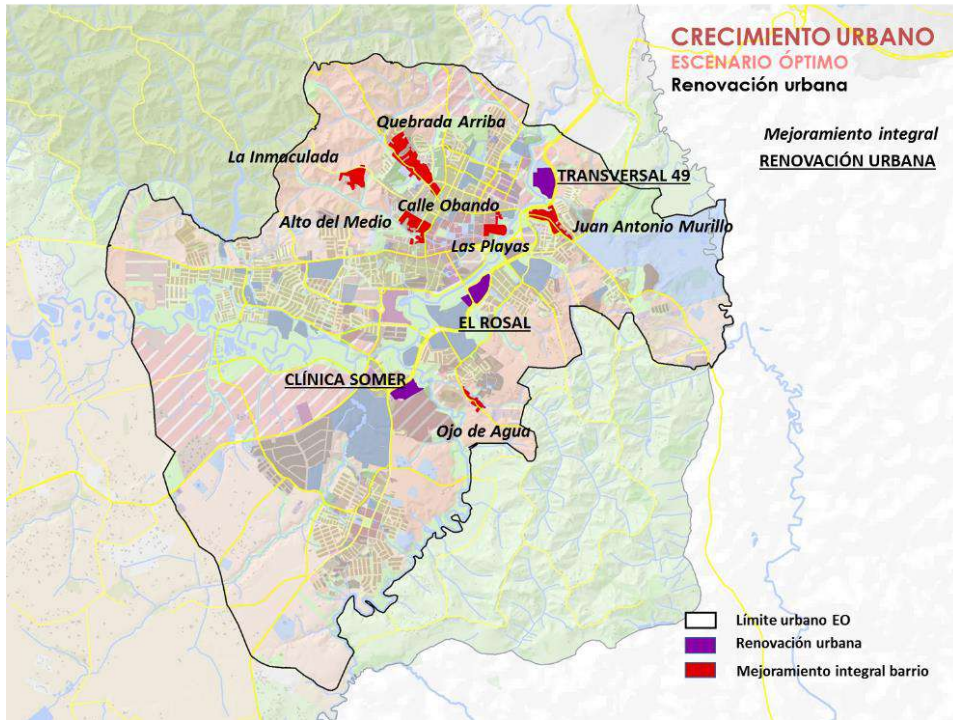 CRECIMIENTO URBANO
ESCENARIO ÓPTIMO
Renovación urbana
Mejoramiento integral
RENOVACIÓN URBANA
Quebrada Arriba
La Inmaculada
TRANSVERSAL 49
Calle Obando
Alto del Medio
Juan Antonio Murillo
Las Playas
EL ROSAL
CLÍNICA SOMER
Ojo de Agua
Límite urbano EO
Renovación urbana
Mejoramiento integral barrio